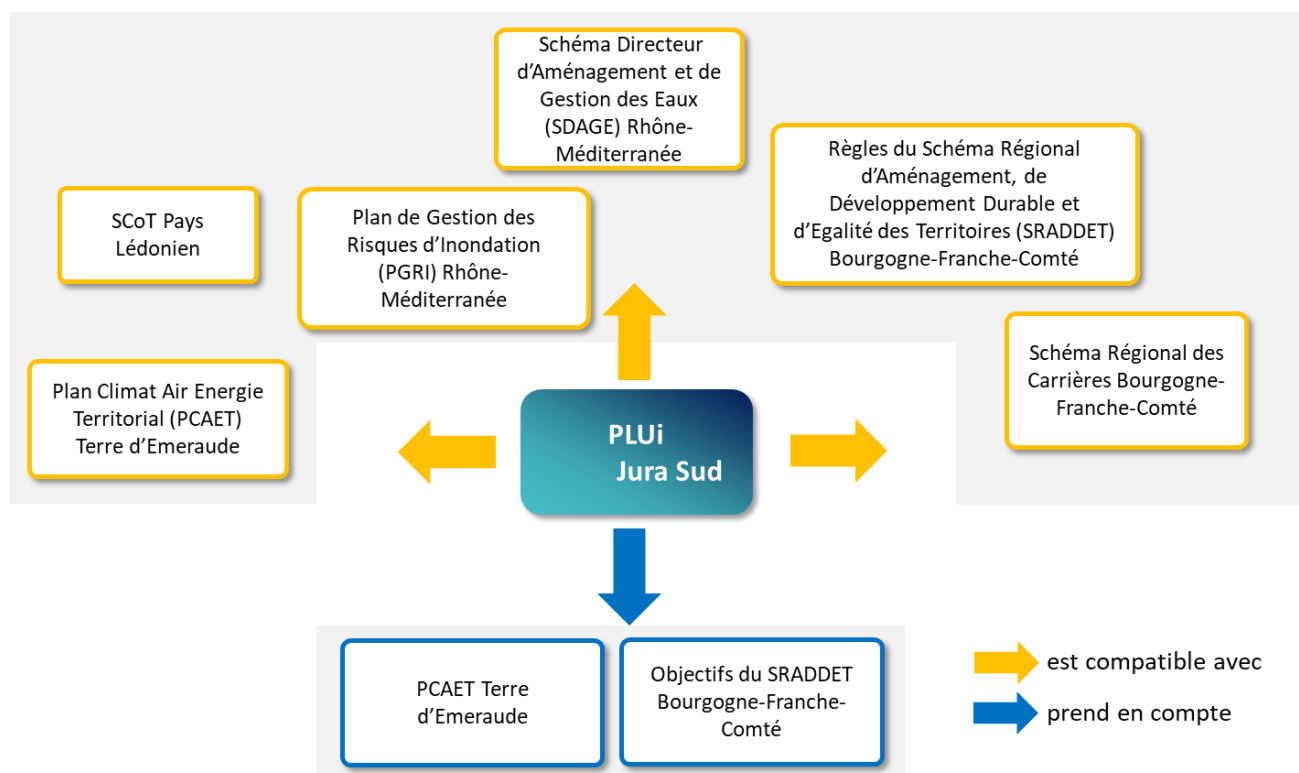 Schéma Directeur
d’Aménagement et de
Gestion des Eaux
(SDAGE) Rhône-
Méditerranée
Règles du Schéma Régional
d’Aménagement, de
Développement Durable et
d’Egalité des Territoires (SRADDET)
Bourgogne-Franche-Comté
SCoT Pays
Lédonien
Plan de Gestion des
Risques d’Inondation
(PGRI) Rhône-
Méditerranée
Schéma Régional des
Carrières Bourgogne-
Franche-Comté
Plan Climat Air Energie
Territorial (PCAET)
Terre d’Emeraude
PLUi
Jura Sud
PCAET Terre
d’Emeraude
Objectifs du SRADDET
Bourgogne-Franche-
Comté
est compatible avec
prend en compte